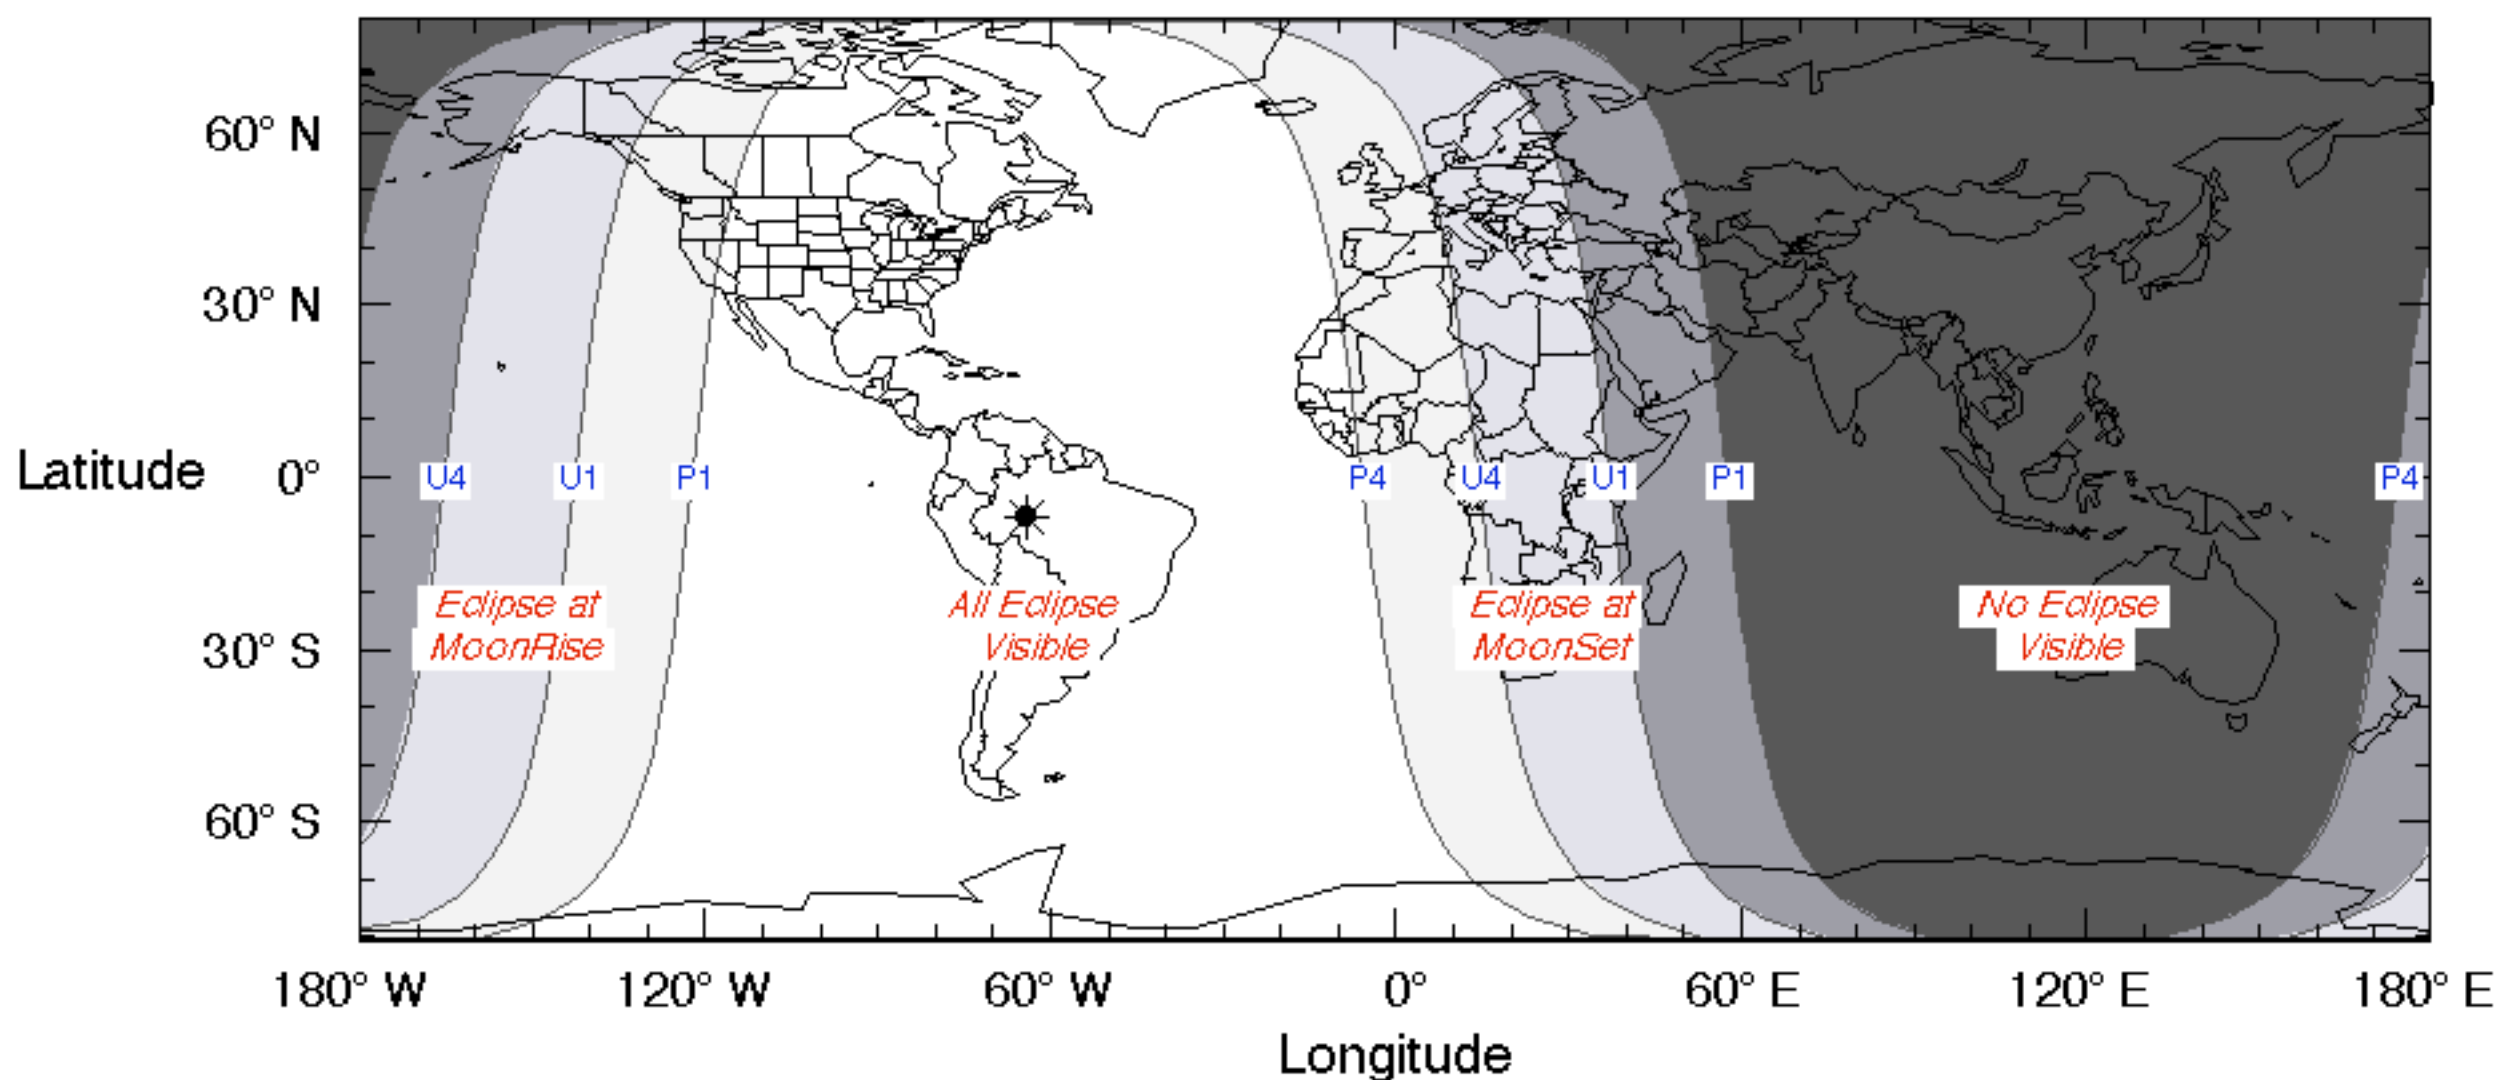 60° N
30° N
Latitude 0° U4 U1 P1 P4 U4 U1 P1 P4
Eclipse at MoonRise
All Eclipse Visible
Eclipse at MoonSet
No Eclipse Visible
30° S
60° S
180° W 120° W 60° W 0° 60° E 120° E 180° E
Longitude